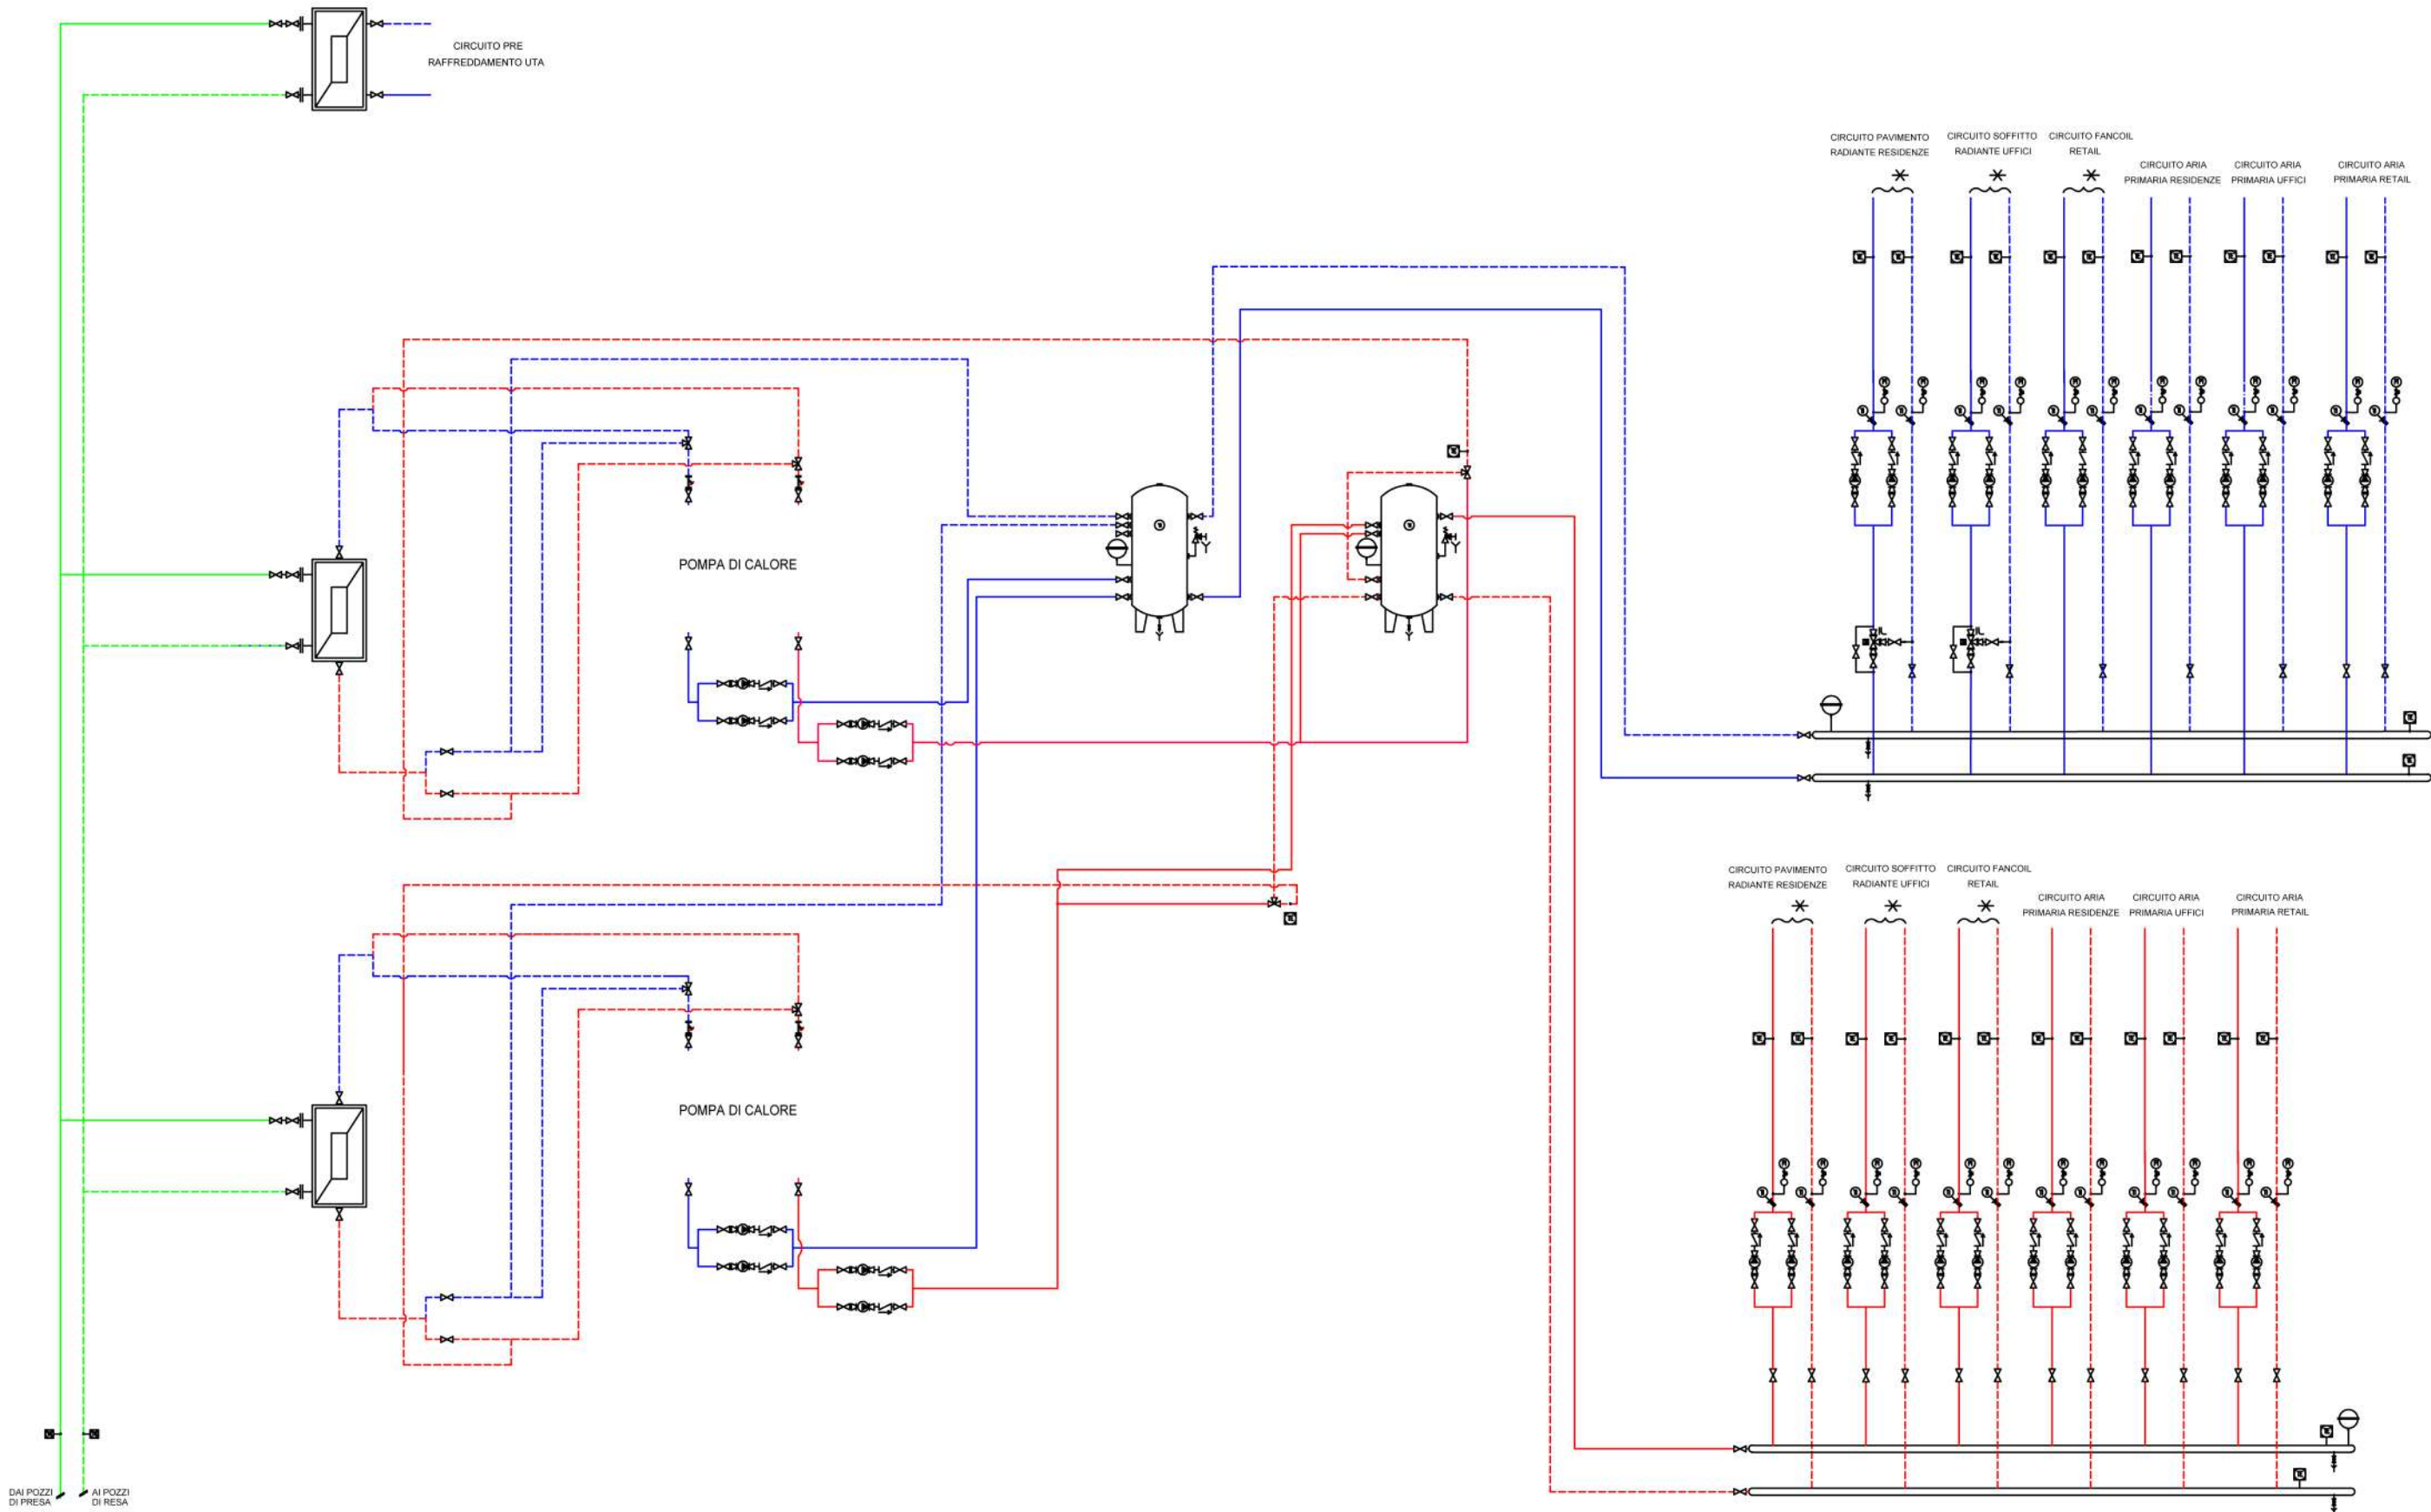 CIRCUITO PRE
RAFFREDDAMENTO UTA
CIRCUITO PAVIMENTO
RADIANTE RESIDENZE
CIRCUITO SOFFITTO
RADIANTE UFFICI
CIRCUITO FANCOIL
RETAIL
CIRCUITO ARIA
PRIMARIA RESIDENZE
CIRCUITO ARIA
PRIMARIA UFFICI
CIRCUITO ARIA
PRIMARIA RETAIL
POMPA DI CALORE
CIRCUITO PAVIMENTO
RADIANTE RESIDENZE
CIRCUITO SOFFITTO
RADIANTE UFFICI
CIRCUITO FANCOIL
RETAIL
CIRCUITO ARIA
PRIMARIA RESIDENZE
CIRCUITO ARIA
PRIMARIA UFFICI
CIRCUITO ARIA
PRIMARIA RETAIL
POMPA DI CALORE
DAI POZZI
DI PRESA
AI POZZI
DI RESA